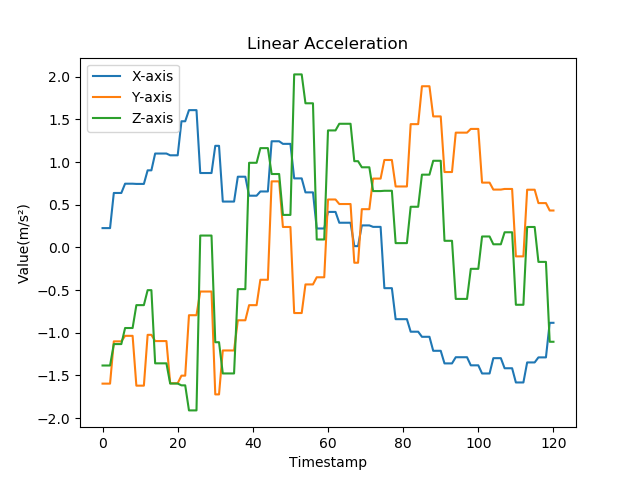 Linear Acceleration
X-axis
Y-axis
Z-axis
Value(m/s²)
2.0
1.5
1.0
0.5
0.0
−0.5
−1.0
−1.5
−2.0
0 20 40 60 80 100 120
Timestamp